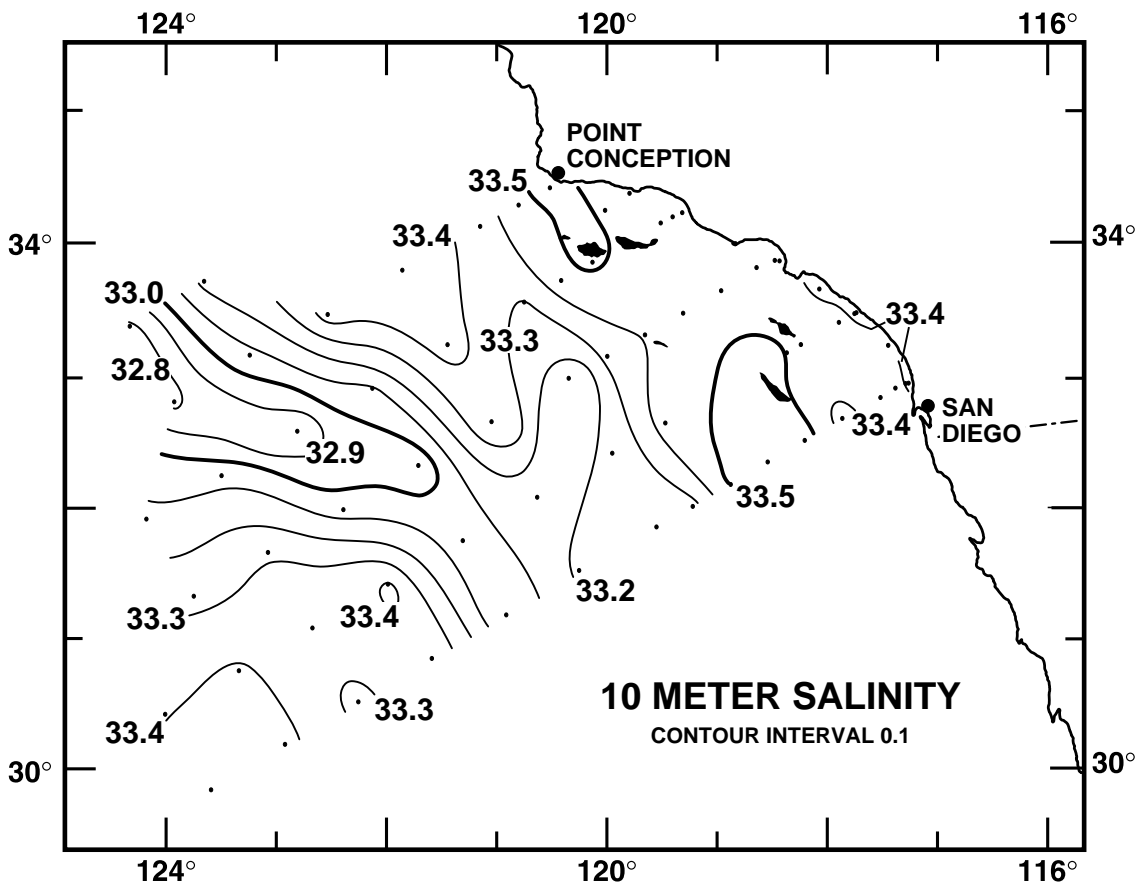 124° 120° 116°
POINT
CONCEPTION
33.5
33.4
34° 34°
33.0
33.4
33.3
32.8
SAN
DIEGO
33.4
32.9
33.5
33.2
33.3
33.4
10 METER SALINITY
33.3
CONTOUR INTERVAL 0.1
33.4
30° 30°
124° 120° 116°